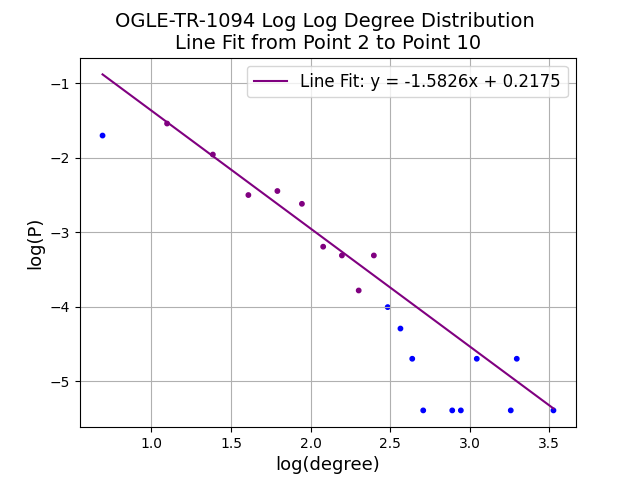 OGLE-TR-1094 Log Log Degree Distribution
Line Fit from Point 2 to Point 10
Line Fit: y = -1.5826x + 0.2175
log(P)
−1
−2
−3
−4
−5
1.0 1.5 2.0 2.5 3.0 3.5
log(degree)